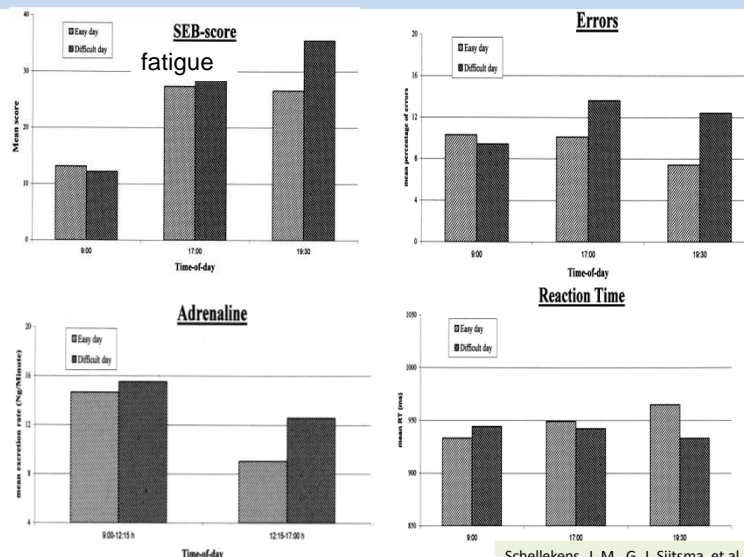 SEB-score
fatigue
Easy day
Difficult day
Mean score
40
30
20
10
0
9:00
17:00
19:30
Time-of-day
Errors
Easy day
Difficult day
mean percentage of errors
20
16
12
8
4
0
9:00
17:00
19:30
Time-of-day
Adrenaline
Easy day
Difficult day
mean excretion rate (Ng/Minute)
20
16
12
8
4
9:00-12:15 h
12:15-17:00 h
Time-of-day
Reaction Time
Easy day
Difficult day
mean RT (ms)
1050
1000
950
900
850
9:00
17:00
19:30
Schellekens, J. M., G. J. Sijtsma, et al.